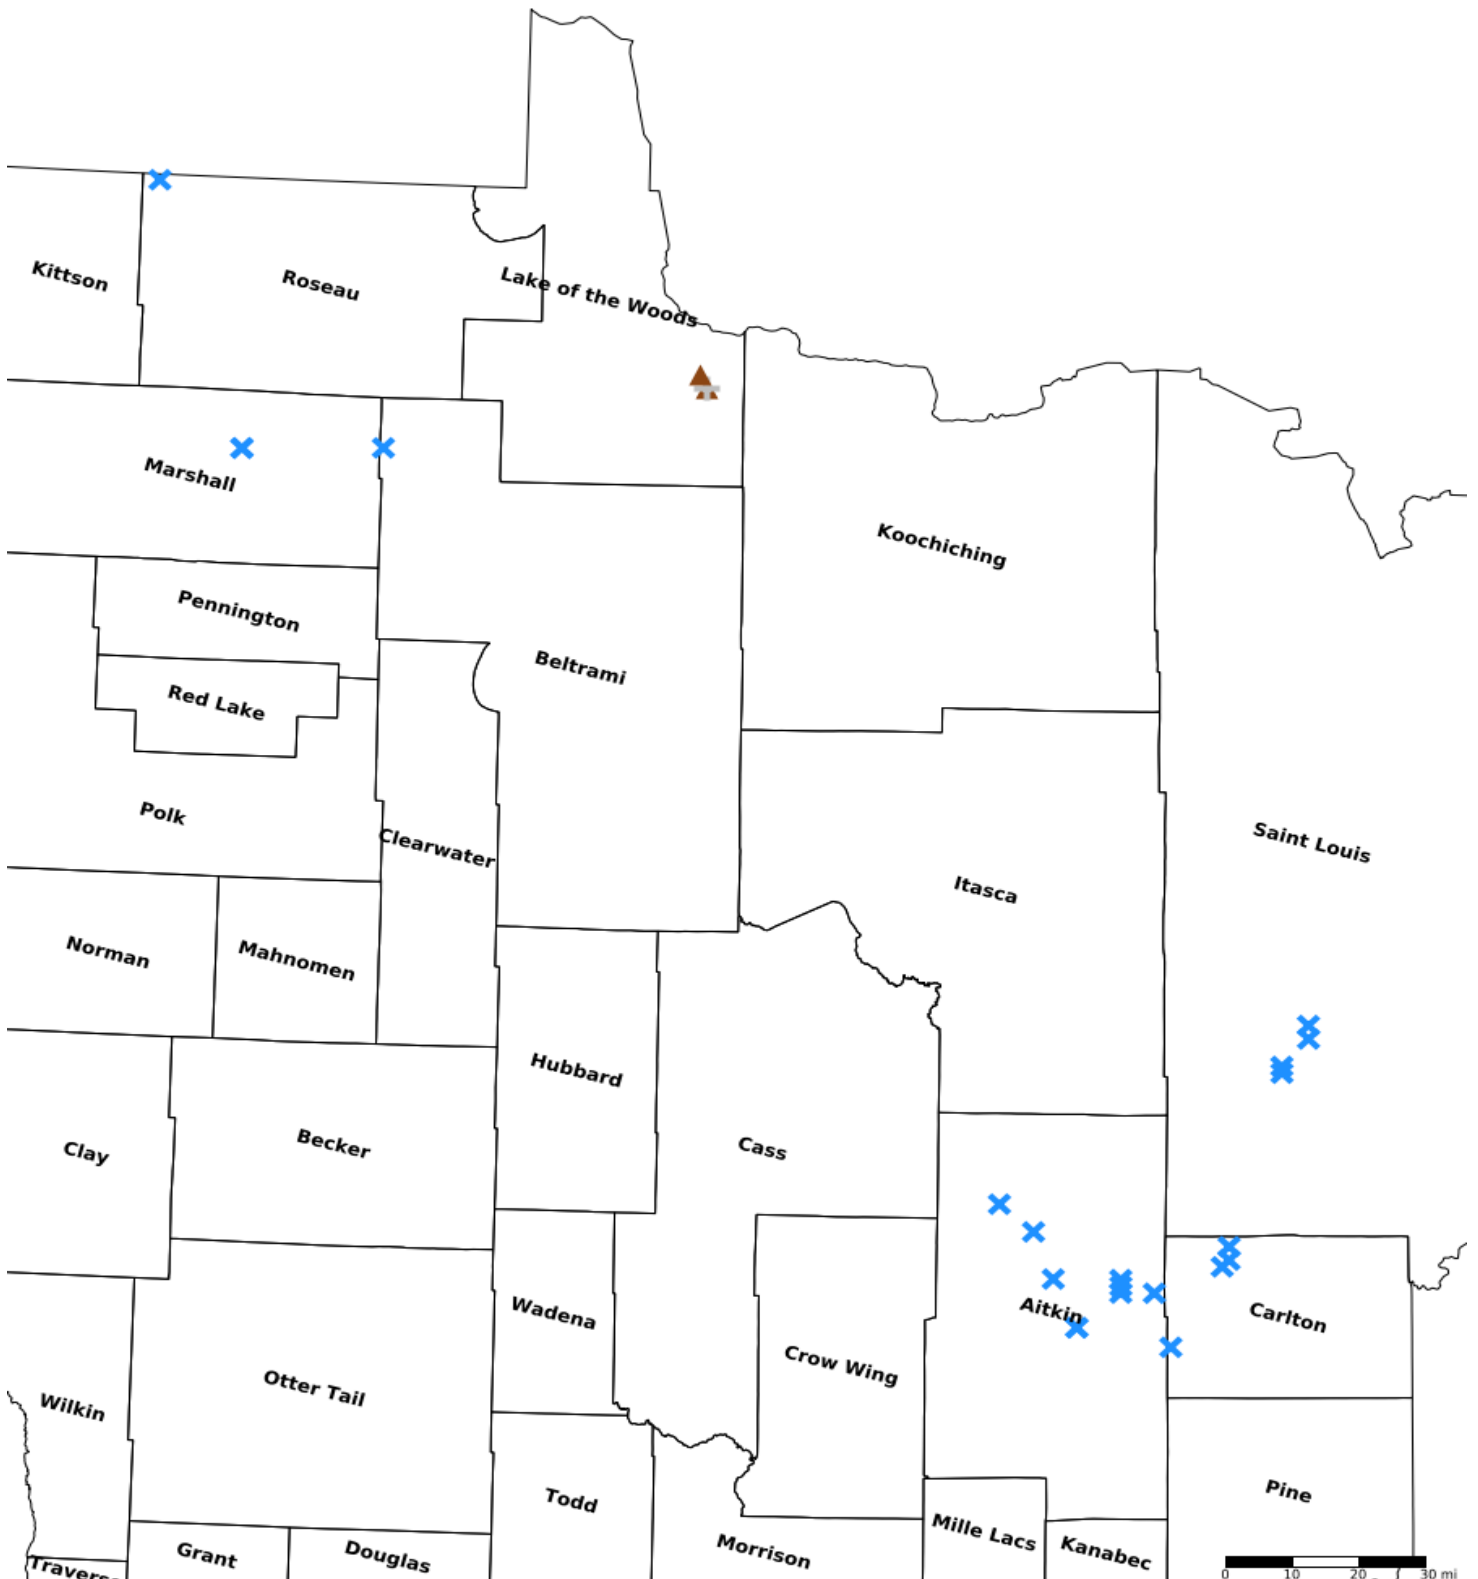 Kittson
Roseau
Lake of the Woods
Marshall
Koochiching
Pennington
Beltrami
Red Lake
Polk
Clearwater
Saint Louis
Itasca
Norman
Mahnomen
Hubbard
Clay
Becker
Cass
Wadena
Aitkin
Carlton
Crow Wing
Otter Tail
Wilkin
Todd
Pine
Mille Lacs
Kanabec
Morrison
Grant
Douglas
0 10 20 30 mi